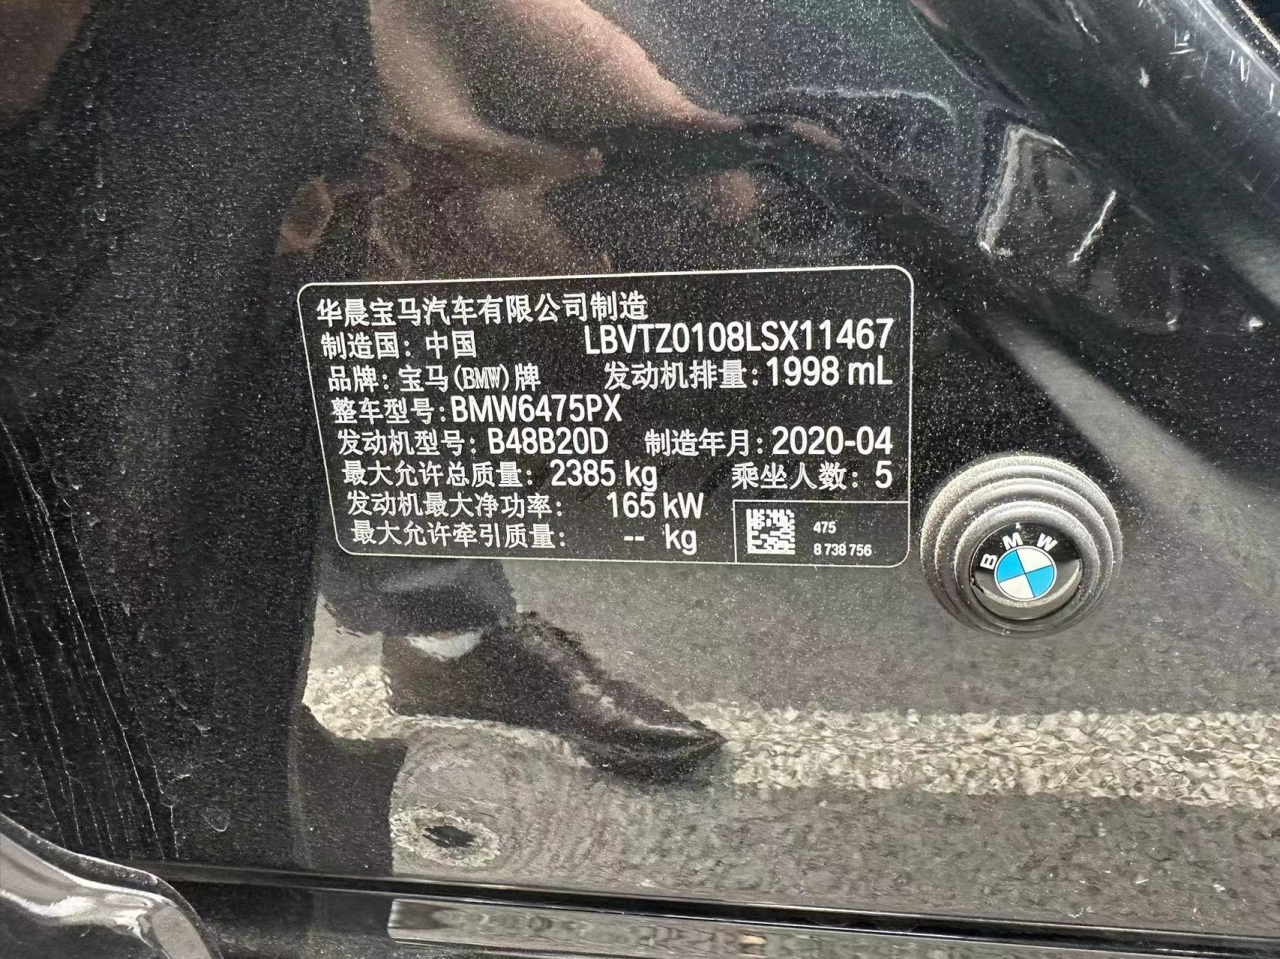 华晨宝马汽车有限公司制造
制造国：中国 LBVTZ0108LSX11467
品牌：宝马(BMW)牌 发动机排量：1998 mL
整车型号：BMW6475PX
发动机型号：B48B20D 制造年月：2020-04
最大允许总质量：2385 kg 乘坐人数：5
发动机最大净功率： 165 kW
最大允许牵引质量： -- kg
475
8 738 756
BMW